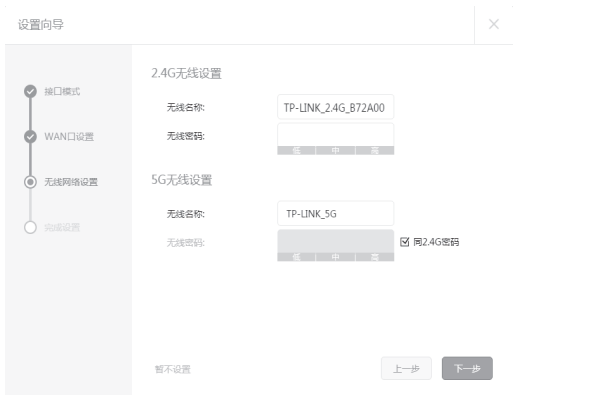 设置向导
接口模式
WAN口设置
无线网络设置
完成设置
2.4G无线设置
无线名称: TP-LINK_2.4G_B72A00
无线密码:
低 中 高
5G无线设置
无线名称: TP-LINK_5G
无线密码: 同2.4G密码
低 中 高
暂不设置 上一步 下一步